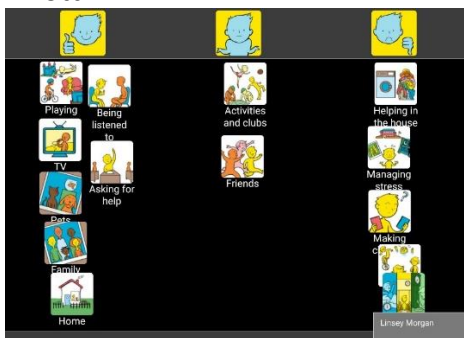 Playing
Being
listened
to
TV
Asking for
help
Pets
Family
Home
Activities
and clubs
Friends
Helping in
the house
Managing
stress
Making
Linsey Morgan